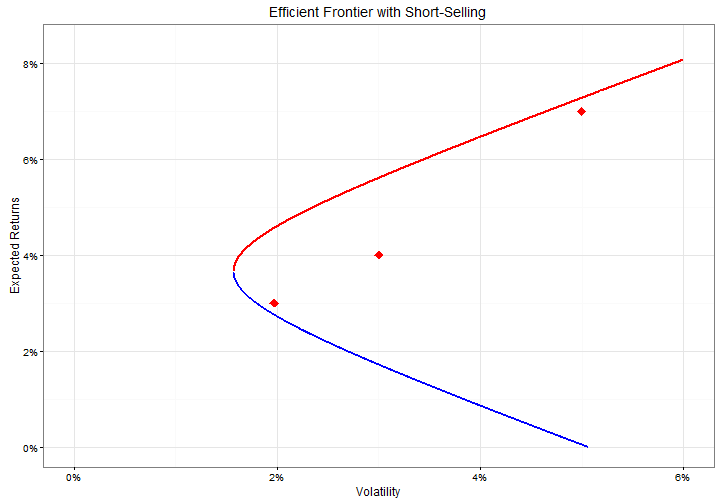 Efficient Frontier with Short-Selling
Expected Returns
8%
6%
4%
2%
0%
0% 2% 4% 6%
Volatility